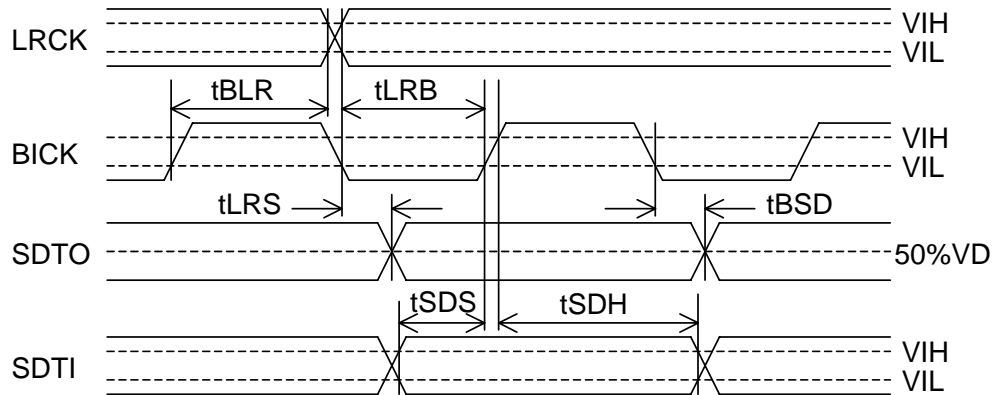 LRCK
VIH
VIL
tBLR
tLRB
BICK
VIH
VIL
tLRS
tBSD
SDTO
50%VD
tSDS
tSDH
SDTI
VIH
VIL